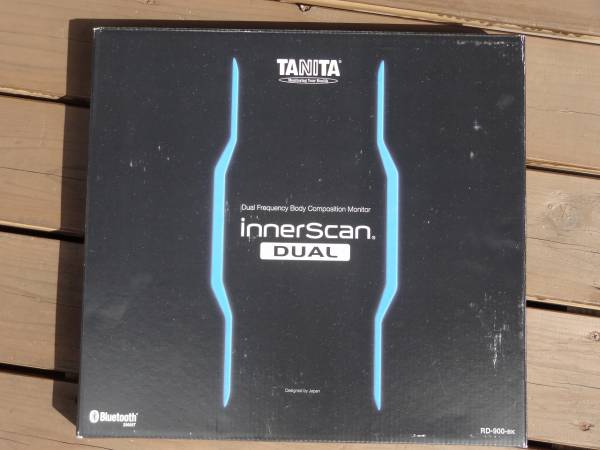 TANITA®
Monitoring Your Health
Dual Frequency Body Composition Monitor
innerScan®
DUAL
Designed by Japan
Bluetooth®
SMART
RD-900-BK